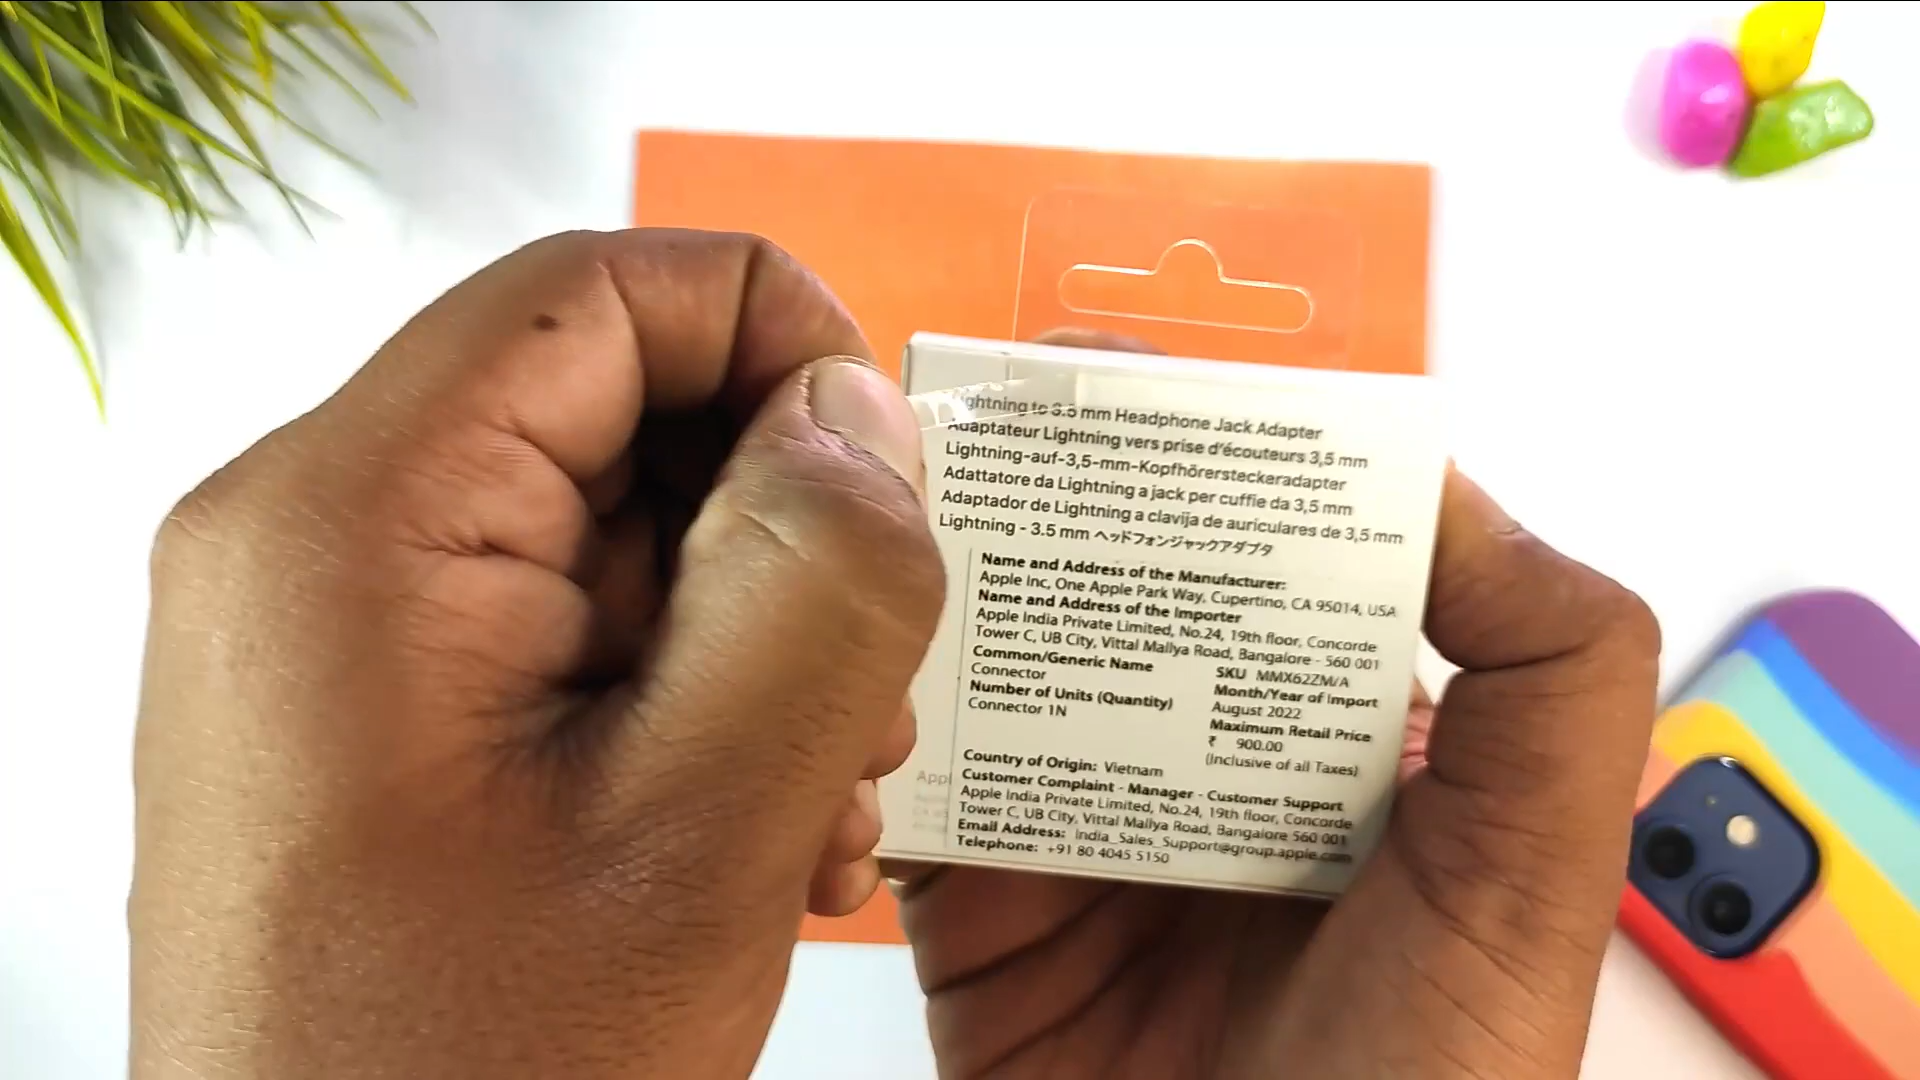 Lightning to 3.5 mm Headphone Jack Adapter
Adaptateur Lightning vers prise d'écouteurs 3,5 mm
Lightning-auf-3,5-mm-Kopfhörersteckeradapter
Adattatore da Lightning a jack per cuffie da 3,5 mm
Adaptador de Lightning a clavija de auriculares de 3,5 mm
Lightning - 3.5 mm ヘッドフォンジャックアダプタ
Name and Address of the Manufacturer:
Apple Inc, One Apple Park Way, Cupertino, CA 95014, USA
Name and Address of the Importer
Apple India Private Limited, No.24, 19th floor, Concorde
Tower C, UB City, Vittal Mallya Road, Bangalore - 560 001
Common/Generic Name
Connector
Number of Units (Quantity)
Connector 1N
SKU MMX62ZM/A
Month/Year of Import
August 2022
Maximum Retail Price
₹ 900.00
(Inclusive of all Taxes)
Country of Origin: Vietnam
Customer Complaint - Manager - Customer Support
Apple India Private Limited, No.24, 19th floor, Concorde
Tower C, UB City, Vittal Mallya Road, Bangalore 560 001
Email Address: India_Sales_Support@group.apple.com
Telephone: +91 80 4045 5150